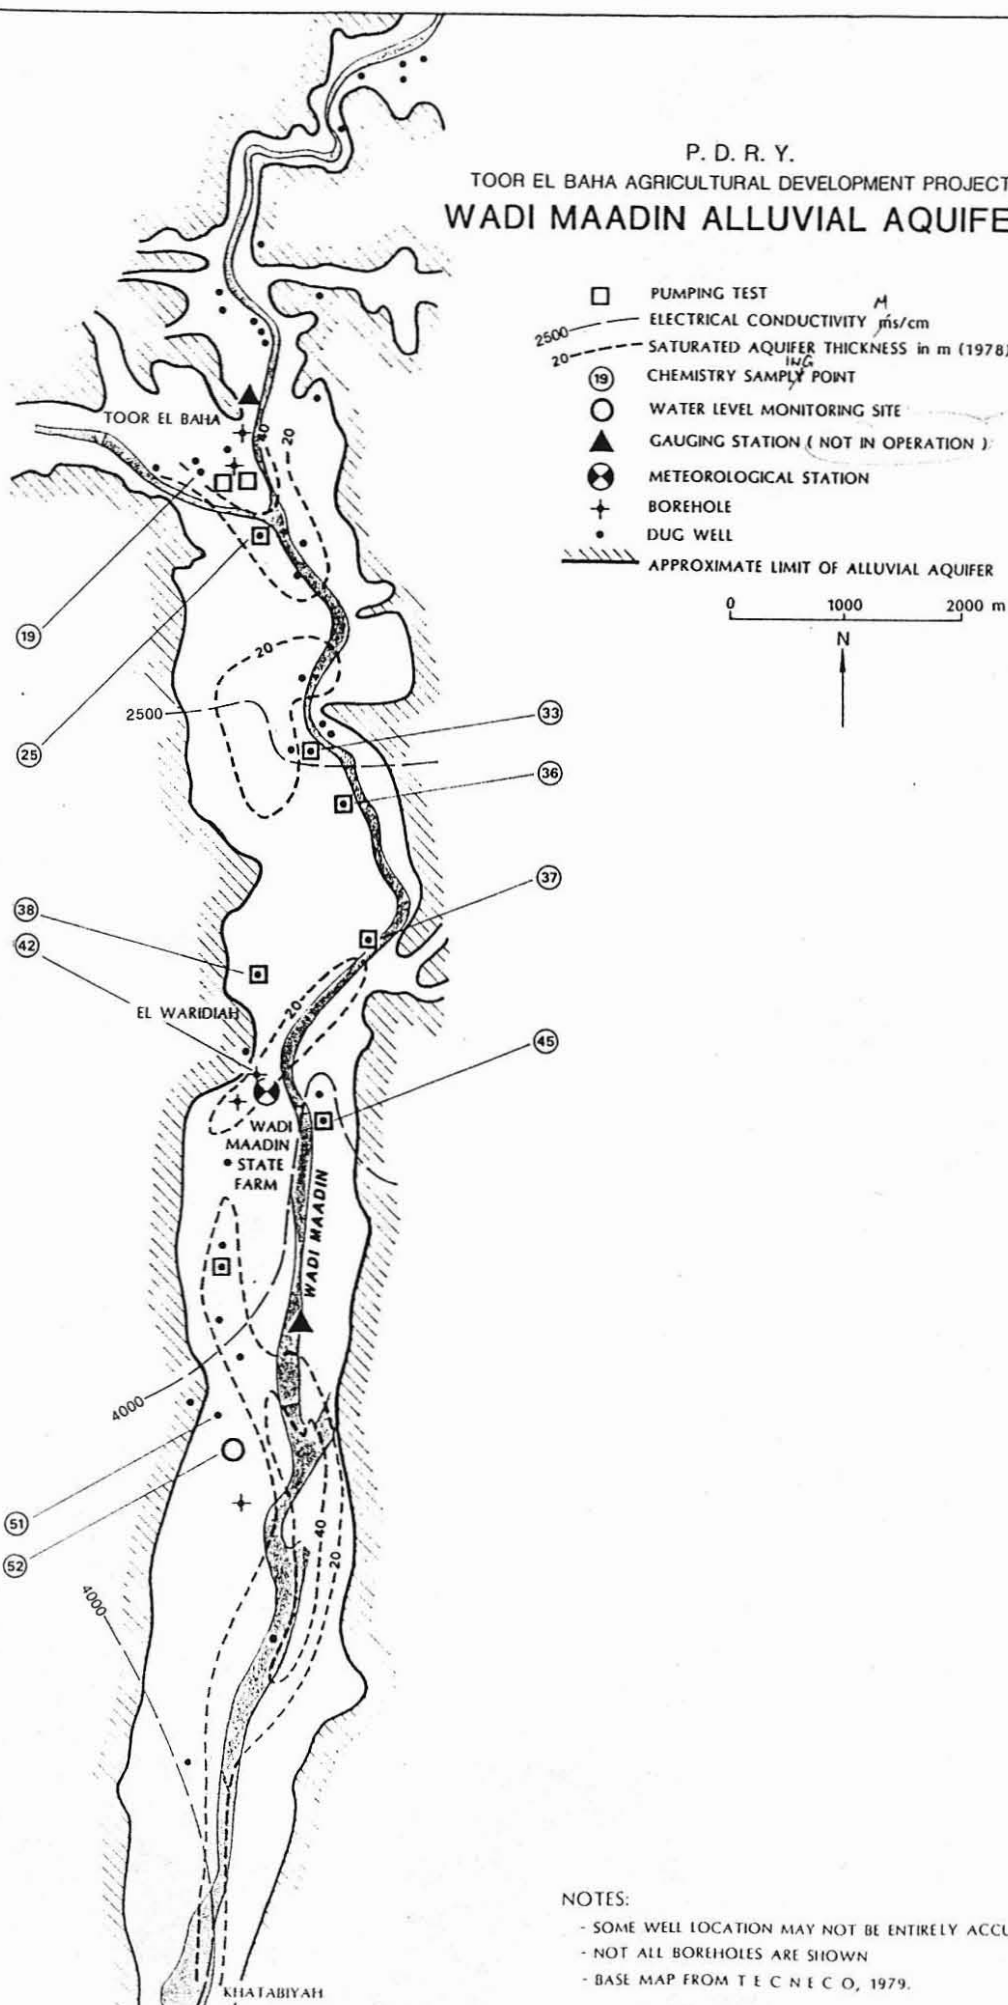 P. D. R. Y.
TOOR EL BAHA AGRICULTURAL DEVELOPMENT PROJECT
WADI MAADIN ALLUVIAL AQUIFE
PUMPING TEST
M
2500 ELECTRICAL CONDUCTIVITY ms/cm
20 SATURATED AQUIFER THICKNESS in m (1978)
ING
19 CHEMISTRY SAMPLY POINT
WATER LEVEL MONITORING SITE
GAUGING STATION ( NOT IN OPERATION )
METEOROLOGICAL STATION
BOREHOLE
DUG WELL
APPROXIMATE LIMIT OF ALLUVIAL AQUIFER
0 1000 2000 m
N
TOOR EL BAHA
40
20
19
20
2500
33
25
36
37
38
42
20
EL WARIDIAH
45
WADI
MAADIN
STATE
FARM
WADI MAADIN
4000
51
40
20
52
4000
KHATABIYAH
NOTES:
- SOME WELL LOCATION MAY NOT BE ENTIRELY ACCU
- NOT ALL BOREHOLES ARE SHOWN
- BASE MAP FROM T E C N E C O, 1979.